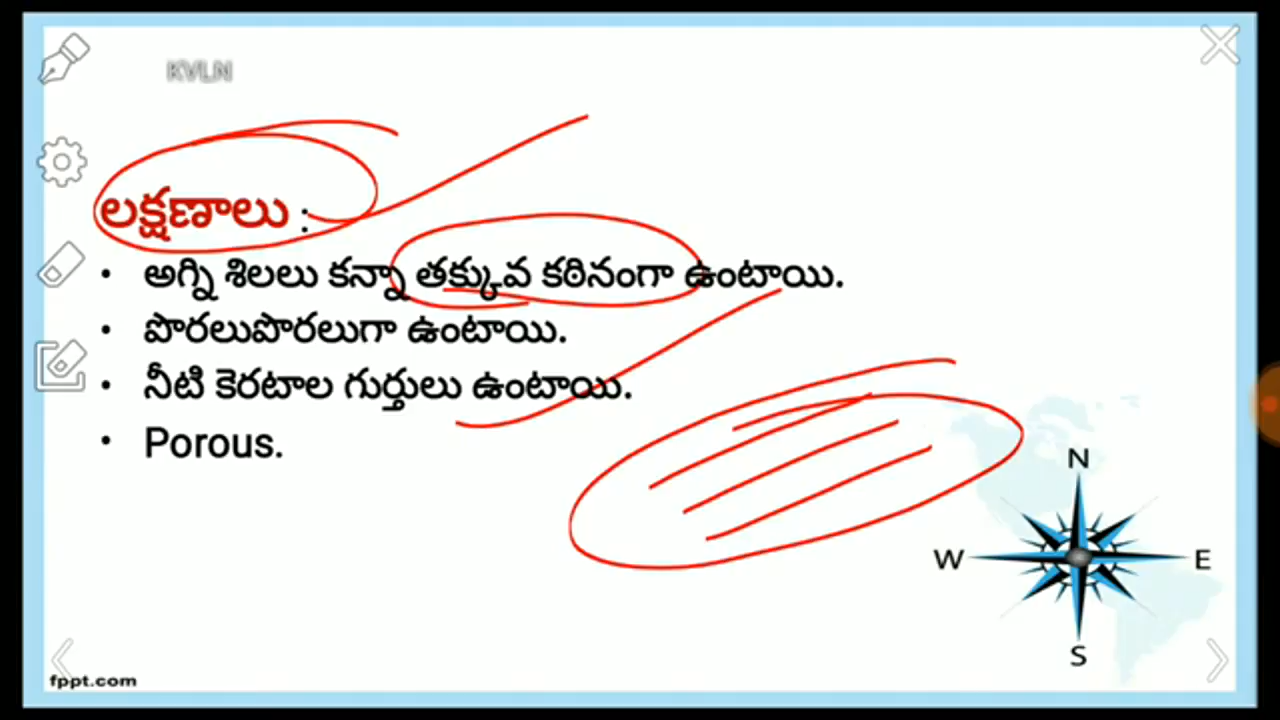 KVLN
లక్షణాలు :
• అగ్ని శిలలు కన్నా తక్కువ కఠినంగా ఉంటాయి.
• పొరలుపొరలుగా ఉంటాయి.
• నీటి కెరటాల గుర్తులు ఉంటాయి.
• Porous.
N
W E
S
fppt.com